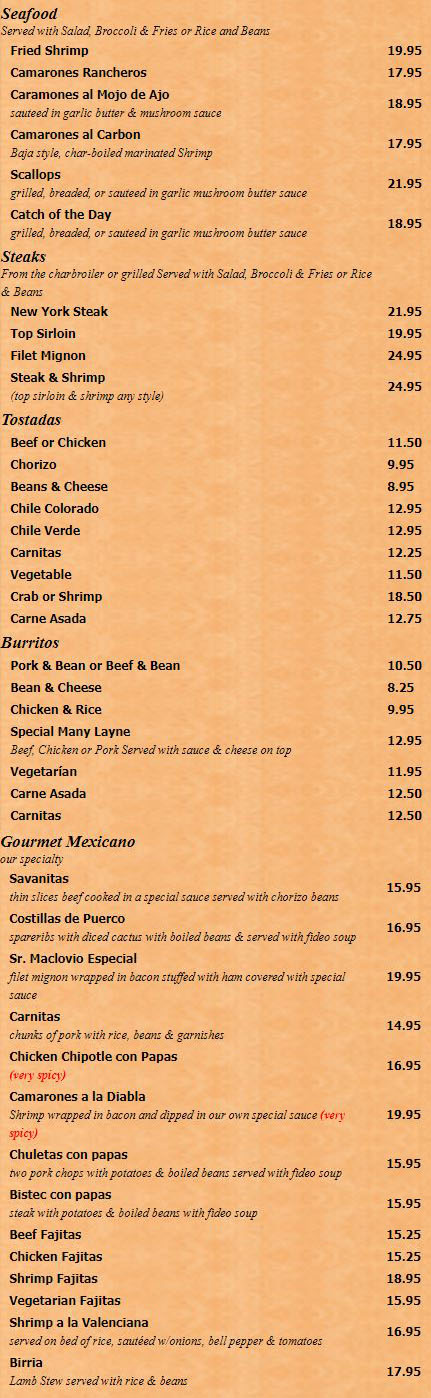 Seafood
Served with Salad, Broccoli & Fries or Rice and Beans
Fried Shrimp 19.95
Camarones Rancheros 17.95
Caramones al Mojo de Ajo 18.95
sauteed in garlic butter & mushroom sauce
Camarones al Carbon 17.95
Baja style, char-boiled marinated Shrimp
Scallops 21.95
grilled, breaded, or sauteed in garlic mushroom butter sauce
Catch of the Day 18.95
grilled, breaded, or sauteed in garlic mushroom butter sauce
Steaks
From the charbroiler or grilled Served with Salad, Broccoli & Fries or Rice
& Beans
New York Steak 21.95
Top Sirloin 19.95
Filet Mignon 24.95
Steak & Shrimp 24.95
(top sirloin & shrimp any style)
Tostadas
Beef or Chicken 11.50
Chorizo 9.95
Beans & Cheese 8.95
Chile Colorado 12.95
Chile Verde 12.95
Carnitas 12.25
Vegetable 11.50
Crab or Shrimp 18.50
Carne Asada 12.75
Burritos
Pork & Bean or Beef & Bean 10.50
Bean & Cheese 8.25
Chicken & Rice 9.95
Special Many Layne 12.95
Beef, Chicken or Pork Served with sauce & cheese on top
Vegetarían 11.95
Carne Asada 12.50
Carnitas 12.50
Gourmet Mexicano
our specialty
Savanitas 15.95
thin slices beef cooked in a special sauce served with chorizo beans
Costillas de Puerco 16.95
spareribs with diced cactus with boiled beans & served with fideo soup
Sr. Maclovio Especial 19.95
filet mignon wrapped in bacon stuffed with ham covered with special
sauce
Carnitas 14.95
chunks of pork with rice, beans & garnishes
Chicken Chipotle con Papas 16.95
(very spicy)
Camarones a la Diabla 19.95
Shrimp wrapped in bacon and dipped in our own special sauce (very
spicy)
Chuletas con papas 15.95
two pork chops with potatoes & boiled beans served with fideo soup
Bistec con papas 15.95
steak with potatoes & boiled beans with fideo soup
Beef Fajitas 15.25
Chicken Fajitas 15.25
Shrimp Fajitas 18.95
Vegetarian Fajitas 15.95
Shrimp a la Valenciana 16.95
served on bed of rice, sautéed w/onions, bell pepper & tomatoes
Birria 17.95
Lamb Stew served with rice & beans